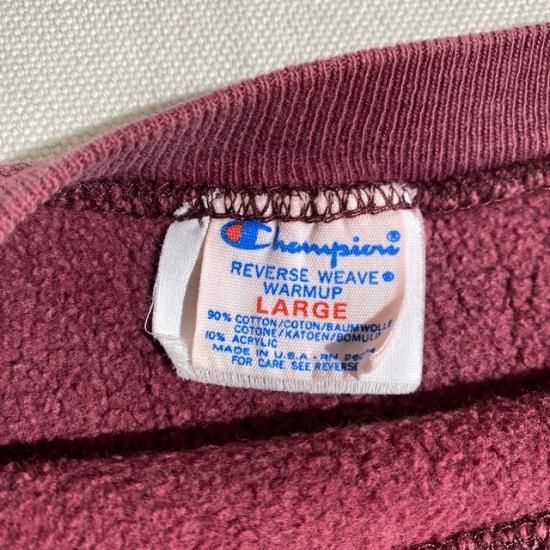 Champion®
REVERSE WEAVE®
WARMUP
LARGE
90% COTTON/COTON/BAUMWOLLE
COTONE/KATOEN/BOMULD
10% ACRYLIC
MADE IN U.S.A. - RN
FOR CARE SEE REVERSE